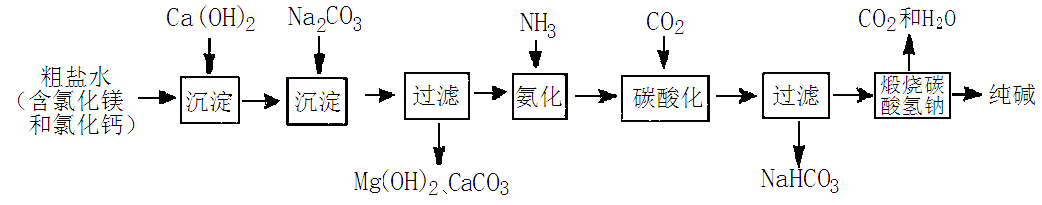 Ca(OH)2
Na2CO3
NH3
CO2
CO2和H2O
粗盐水
(含氯化镁
和氯化钙)
沉淀
沉淀
过滤
氨化
碳酸化
过滤
煅烧碳
酸氢钠
纯碱
Mg(OH)2、CaCO3
NaHCO3